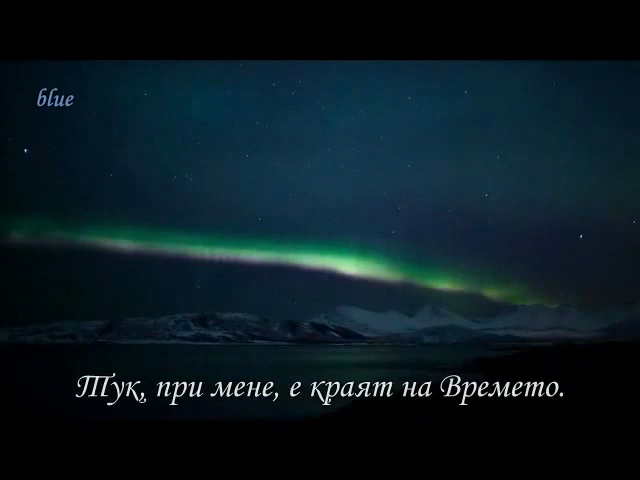 blue
Тук, при мене, е краят на Времето.